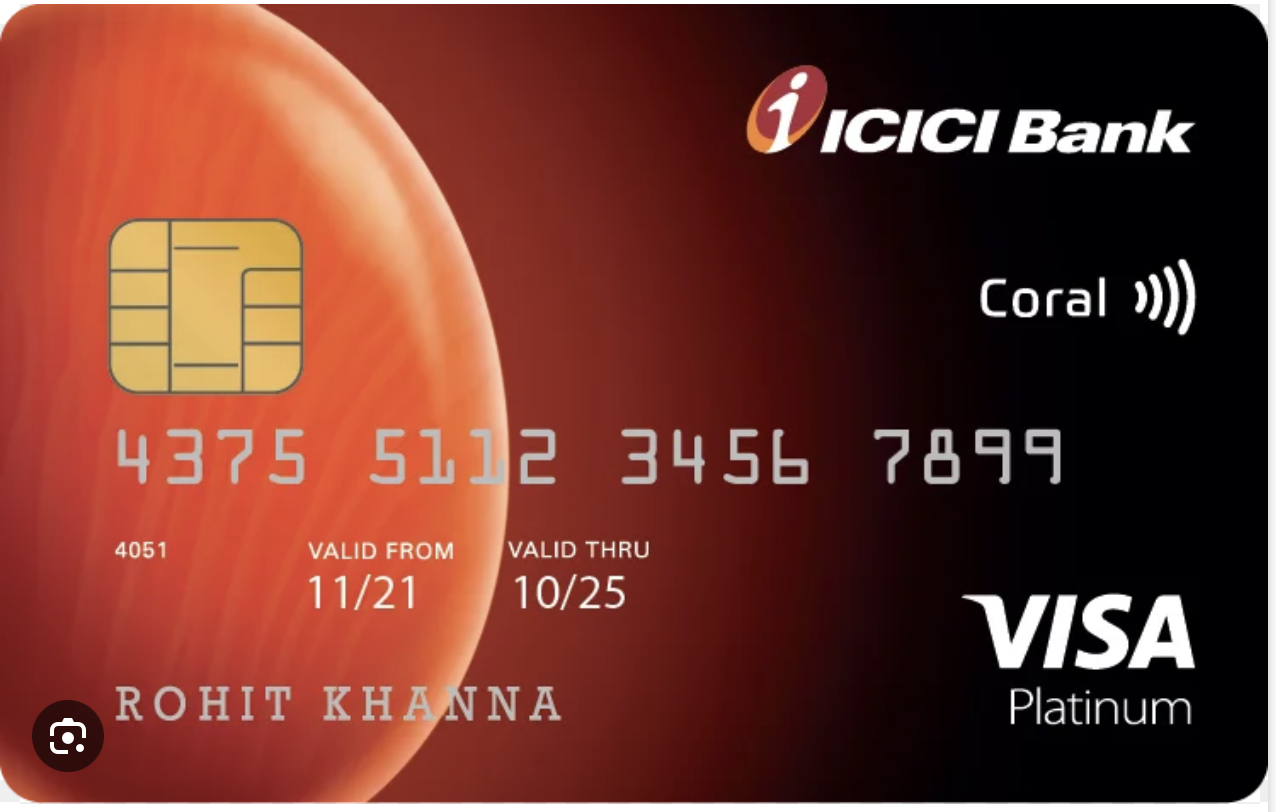 ICICI Bank
Coral
4375 5112 3456 7899
4051
VALID FROM
11/21
VALID THRU
10/25
VISA
Platinum
ROHIT KHANNA